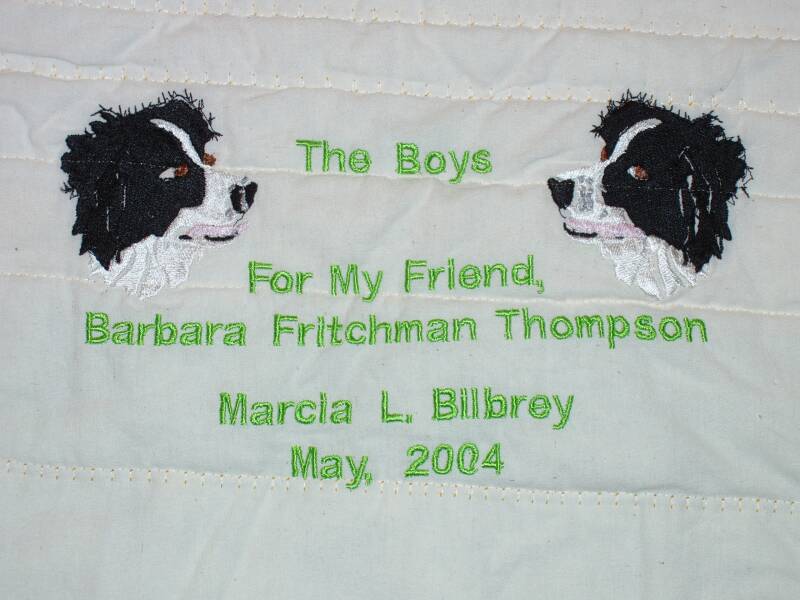 The Boys
For My Friend,
Barbara Fritchman Thompson
Marcia L. Bilbrey
May, 2004